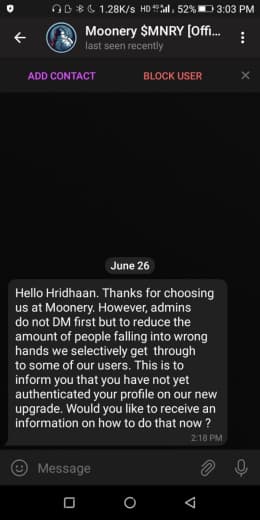 1.28K/s HD 4G 52% 3:03 PM
Moonery $MNRY [Offi...
last seen recently
ADD CONTACT BLOCK USER
June 26
Hello Hridhaan. Thanks for choosing
us at Moonery. However, admins
do not DM first but to reduce the
amount of people falling into wrong
hands we selectively get through
to some of our users. This is to
inform you that you have not yet
authenticated your profile on our new
upgrade. Would you like to receive an
information on how to do that now ?
2:18 PM
Message